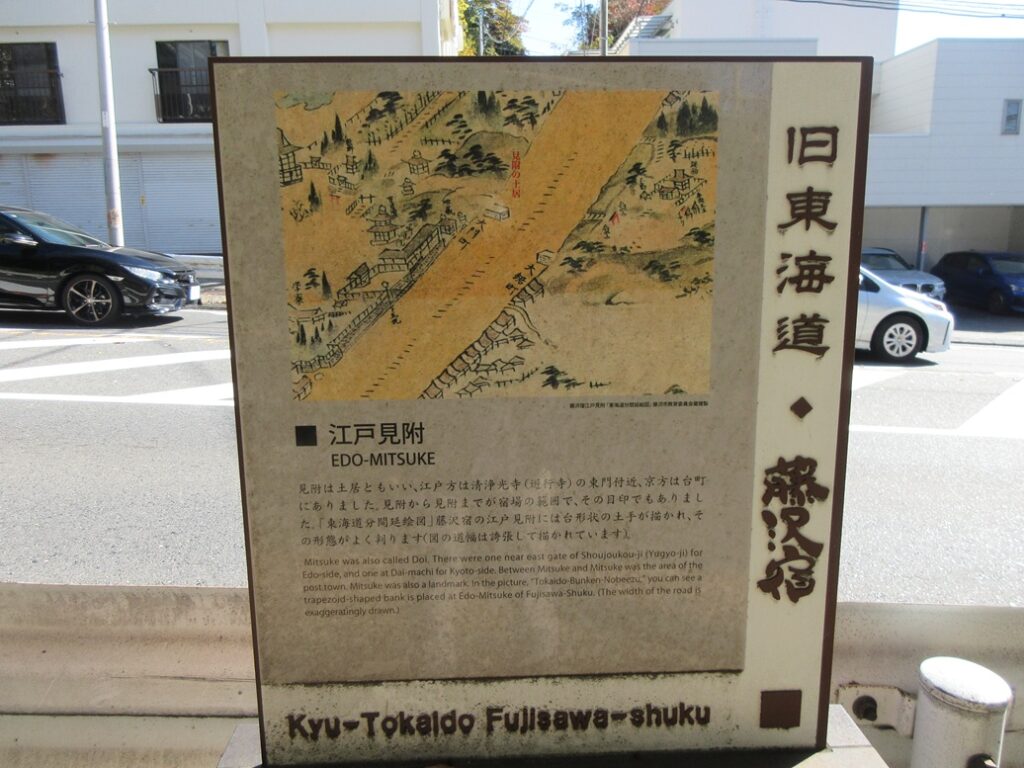 見附の土居
大鋸町
旧東海道◆藤沢宿
■ 江戸見附
EDO-MITSUKE
見附は土居ともいい、江戸方は清浄光寺(遊行寺)の東門付近、京方は台町
にありました。見附から見附までが宿場の範囲で、その目印でもありまし
た。「東海道分間延絵図」藤沢宿の江戸見附には台形状の土手が描かれ、そ
の形態がよく判ります(図の道幅は誇張して描かれています)。
Mitsuke was also called Doi. There were one near east gate of Shoujoukou-ji (Yugyo-ji) for
Edo-side, and one at Dai-machi for Kyoto-side. Between Mitsuke and Mitsuke was the area of the
post town. Mitsuke was also a landmark. In the picture, "Tokaido-Bunken-Nobeezu," you can see a
trapezoid-shaped bank is placed at Edo-Mitsuke of Fujisawa-Shuku. (The width of the road is
exaggeratingly drawn.)
Kyu-Tokaido Fujisawa-shuku